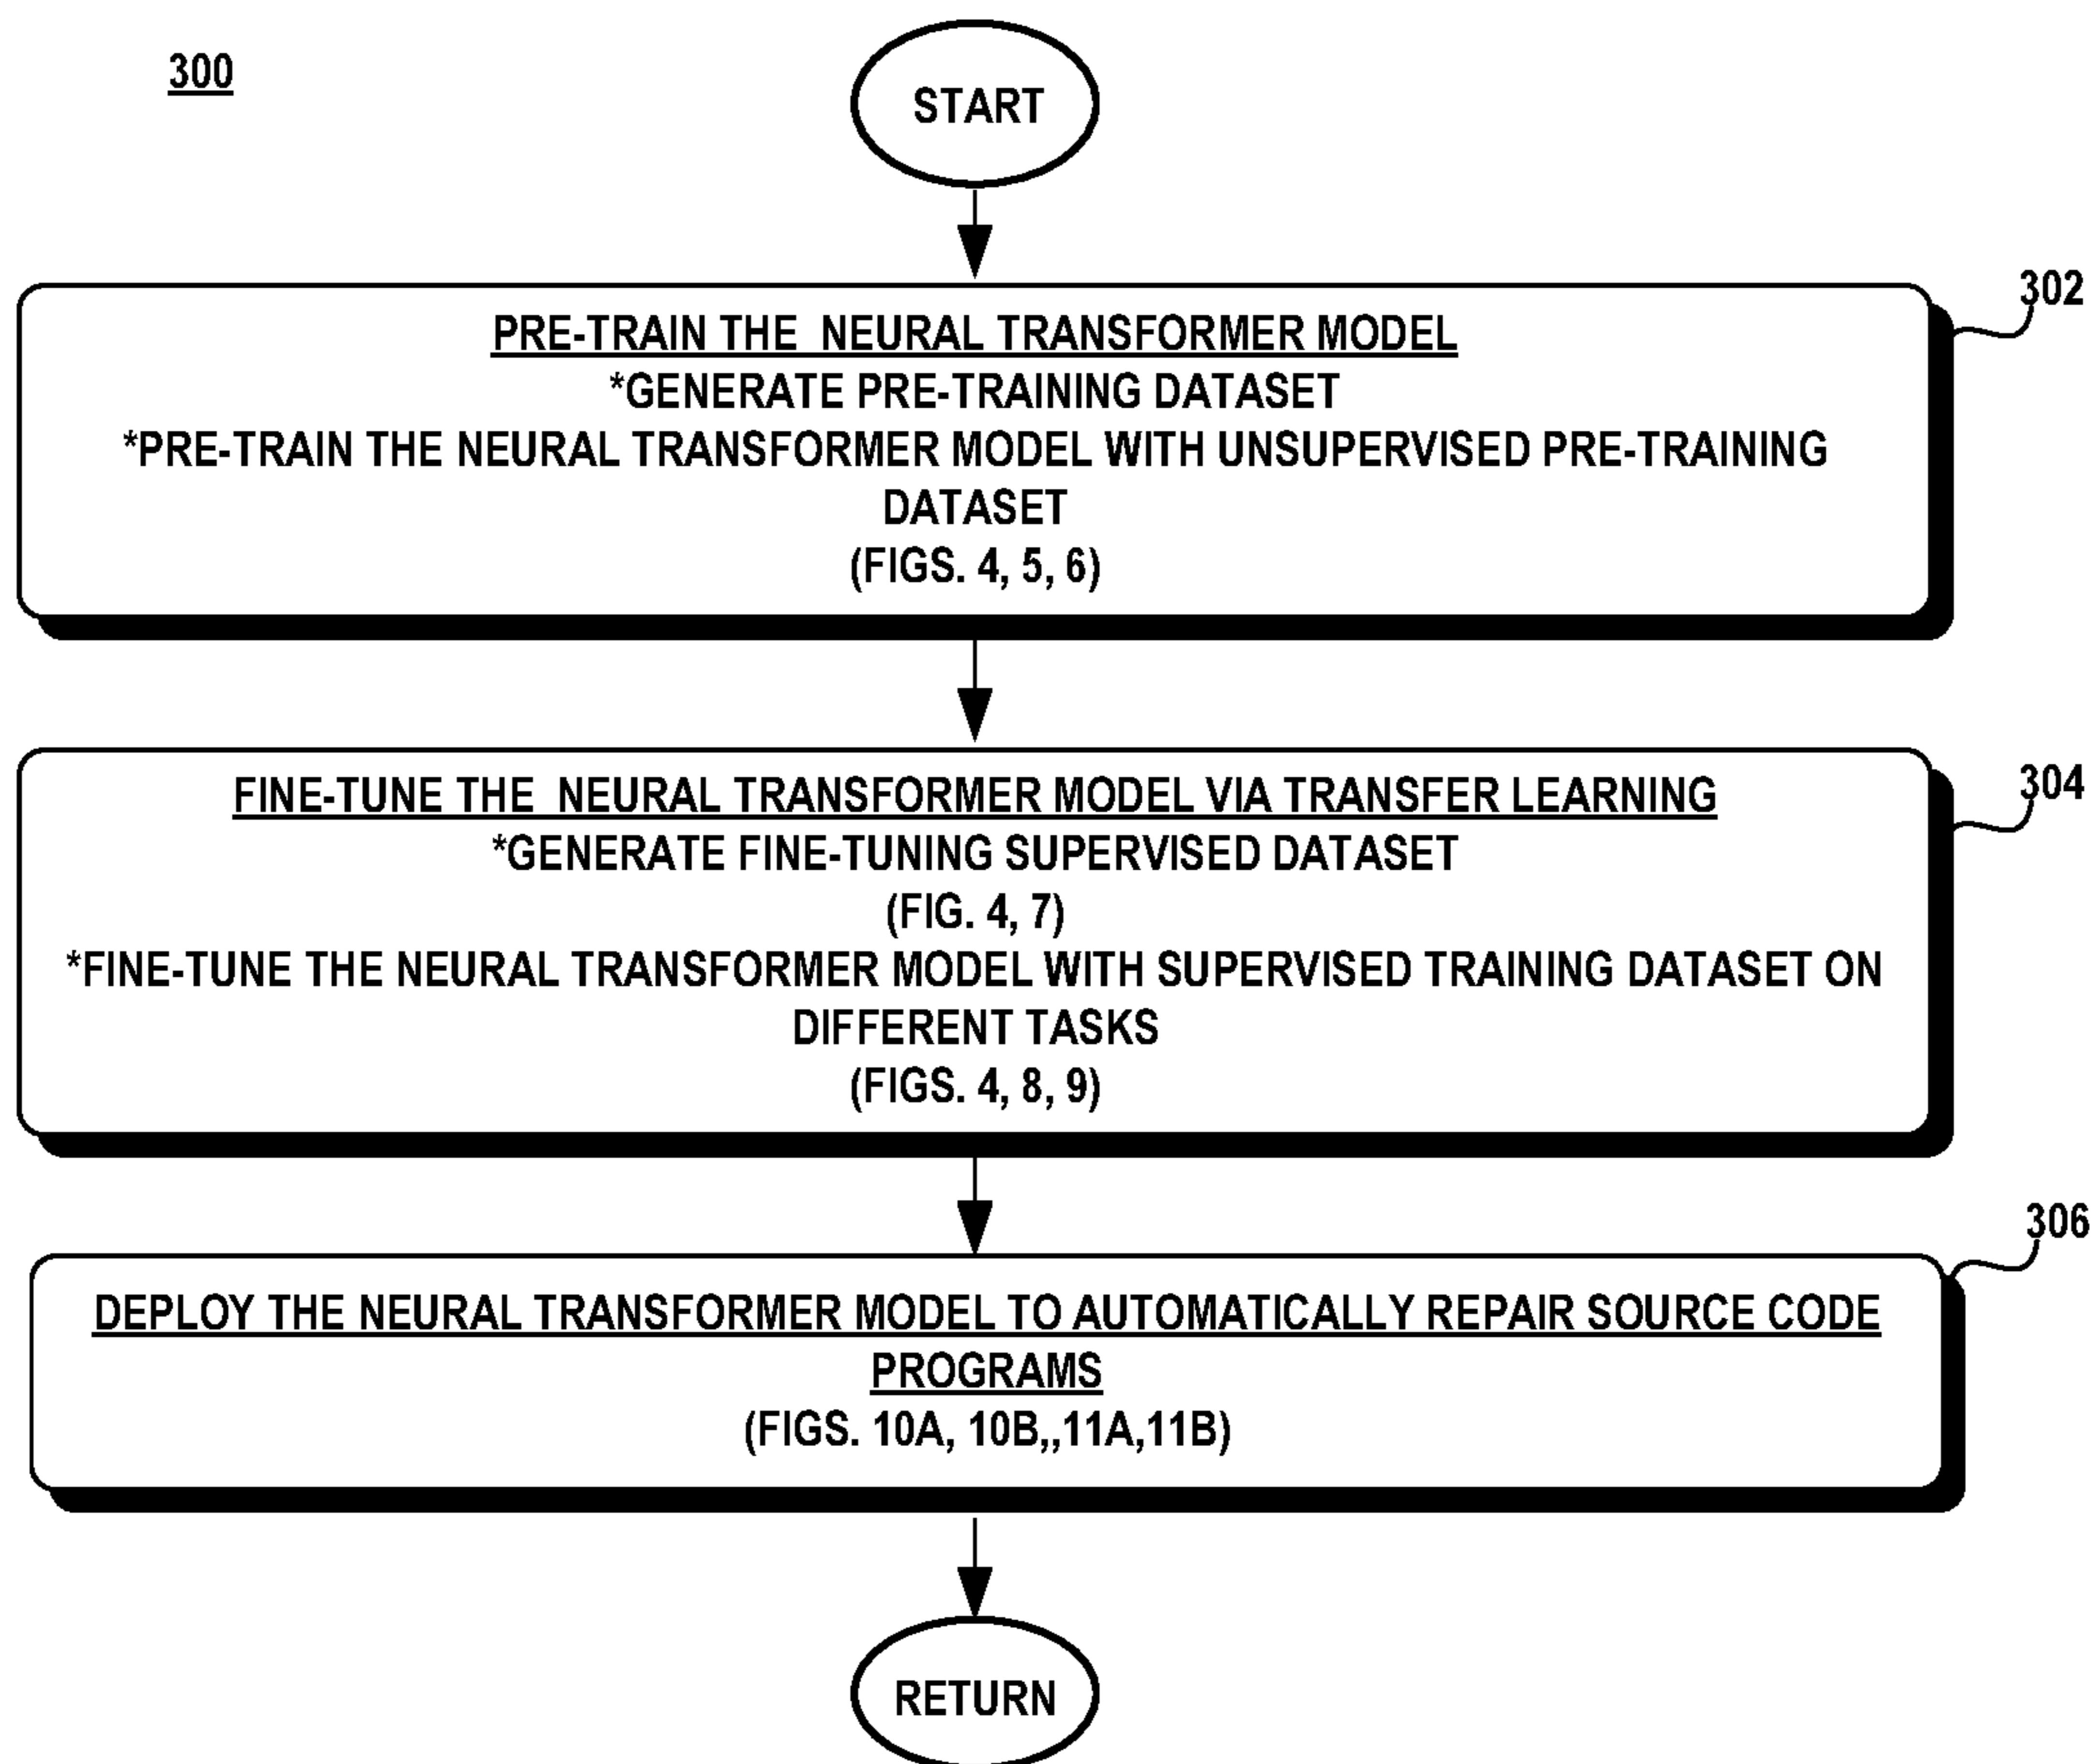 300
START
302
PRE-TRAIN THE NEURAL TRANSFORMER MODEL
*GENERATE PRE-TRAINING DATASET
*PRE-TRAIN THE NEURAL TRANSFORMER MODEL WITH UNSUPERVISED PRE-TRAINING
DATASET
(FIGS. 4, 5, 6)
304
FINE-TUNE THE NEURAL TRANSFORMER MODEL VIA TRANSFER LEARNING
*GENERATE FINE-TUNING SUPERVISED DATASET
(FIG. 4, 7)
*FINE-TUNE THE NEURAL TRANSFORMER MODEL WITH SUPERVISED TRAINING DATASET ON
DIFFERENT TASKS
(FIGS. 4, 8, 9)
306
DEPLOY THE NEURAL TRANSFORMER MODEL TO AUTOMATICALLY REPAIR SOURCE CODE
PROGRAMS
(FIGS. 10A, 10B,,11A,11B)
RETURN